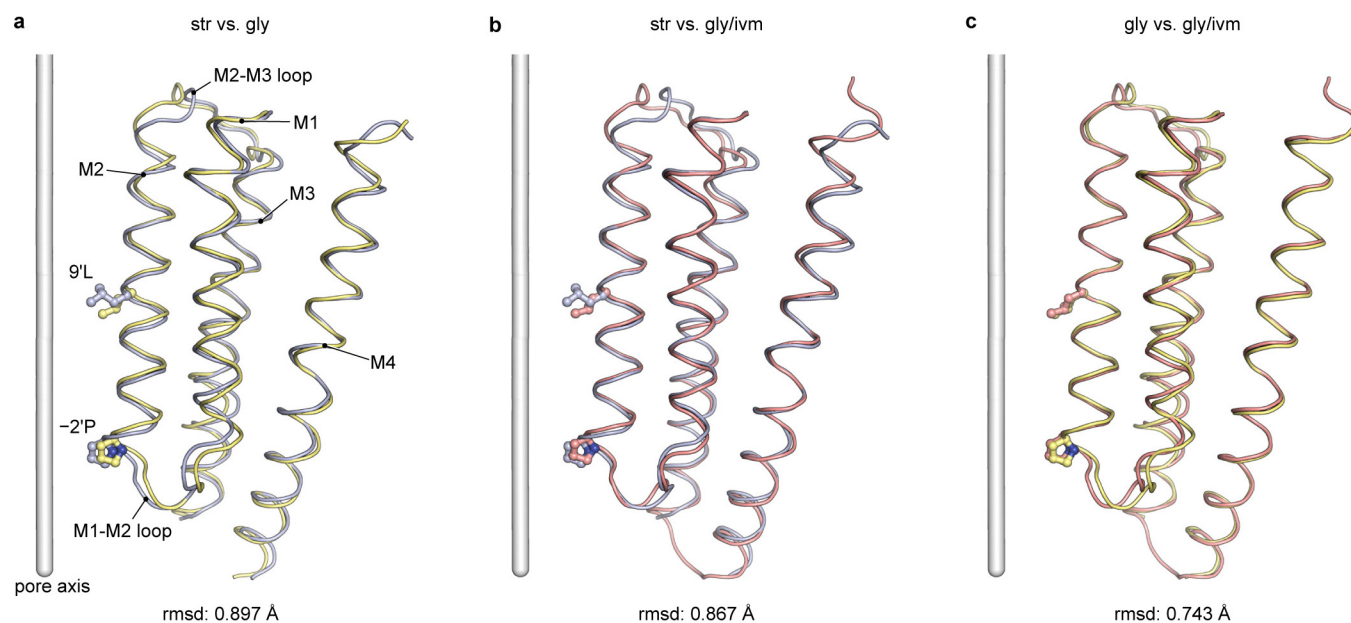 a
str vs. gly
b
str vs. gly/ivm
c
gly vs. gly/ivm
M2-M3 loop
M1
M2
M3
9'L
M4
−2'P
M1-M2 loop
pore axis
rmsd: 0.897 Å
rmsd: 0.867 Å
rmsd: 0.743 Å